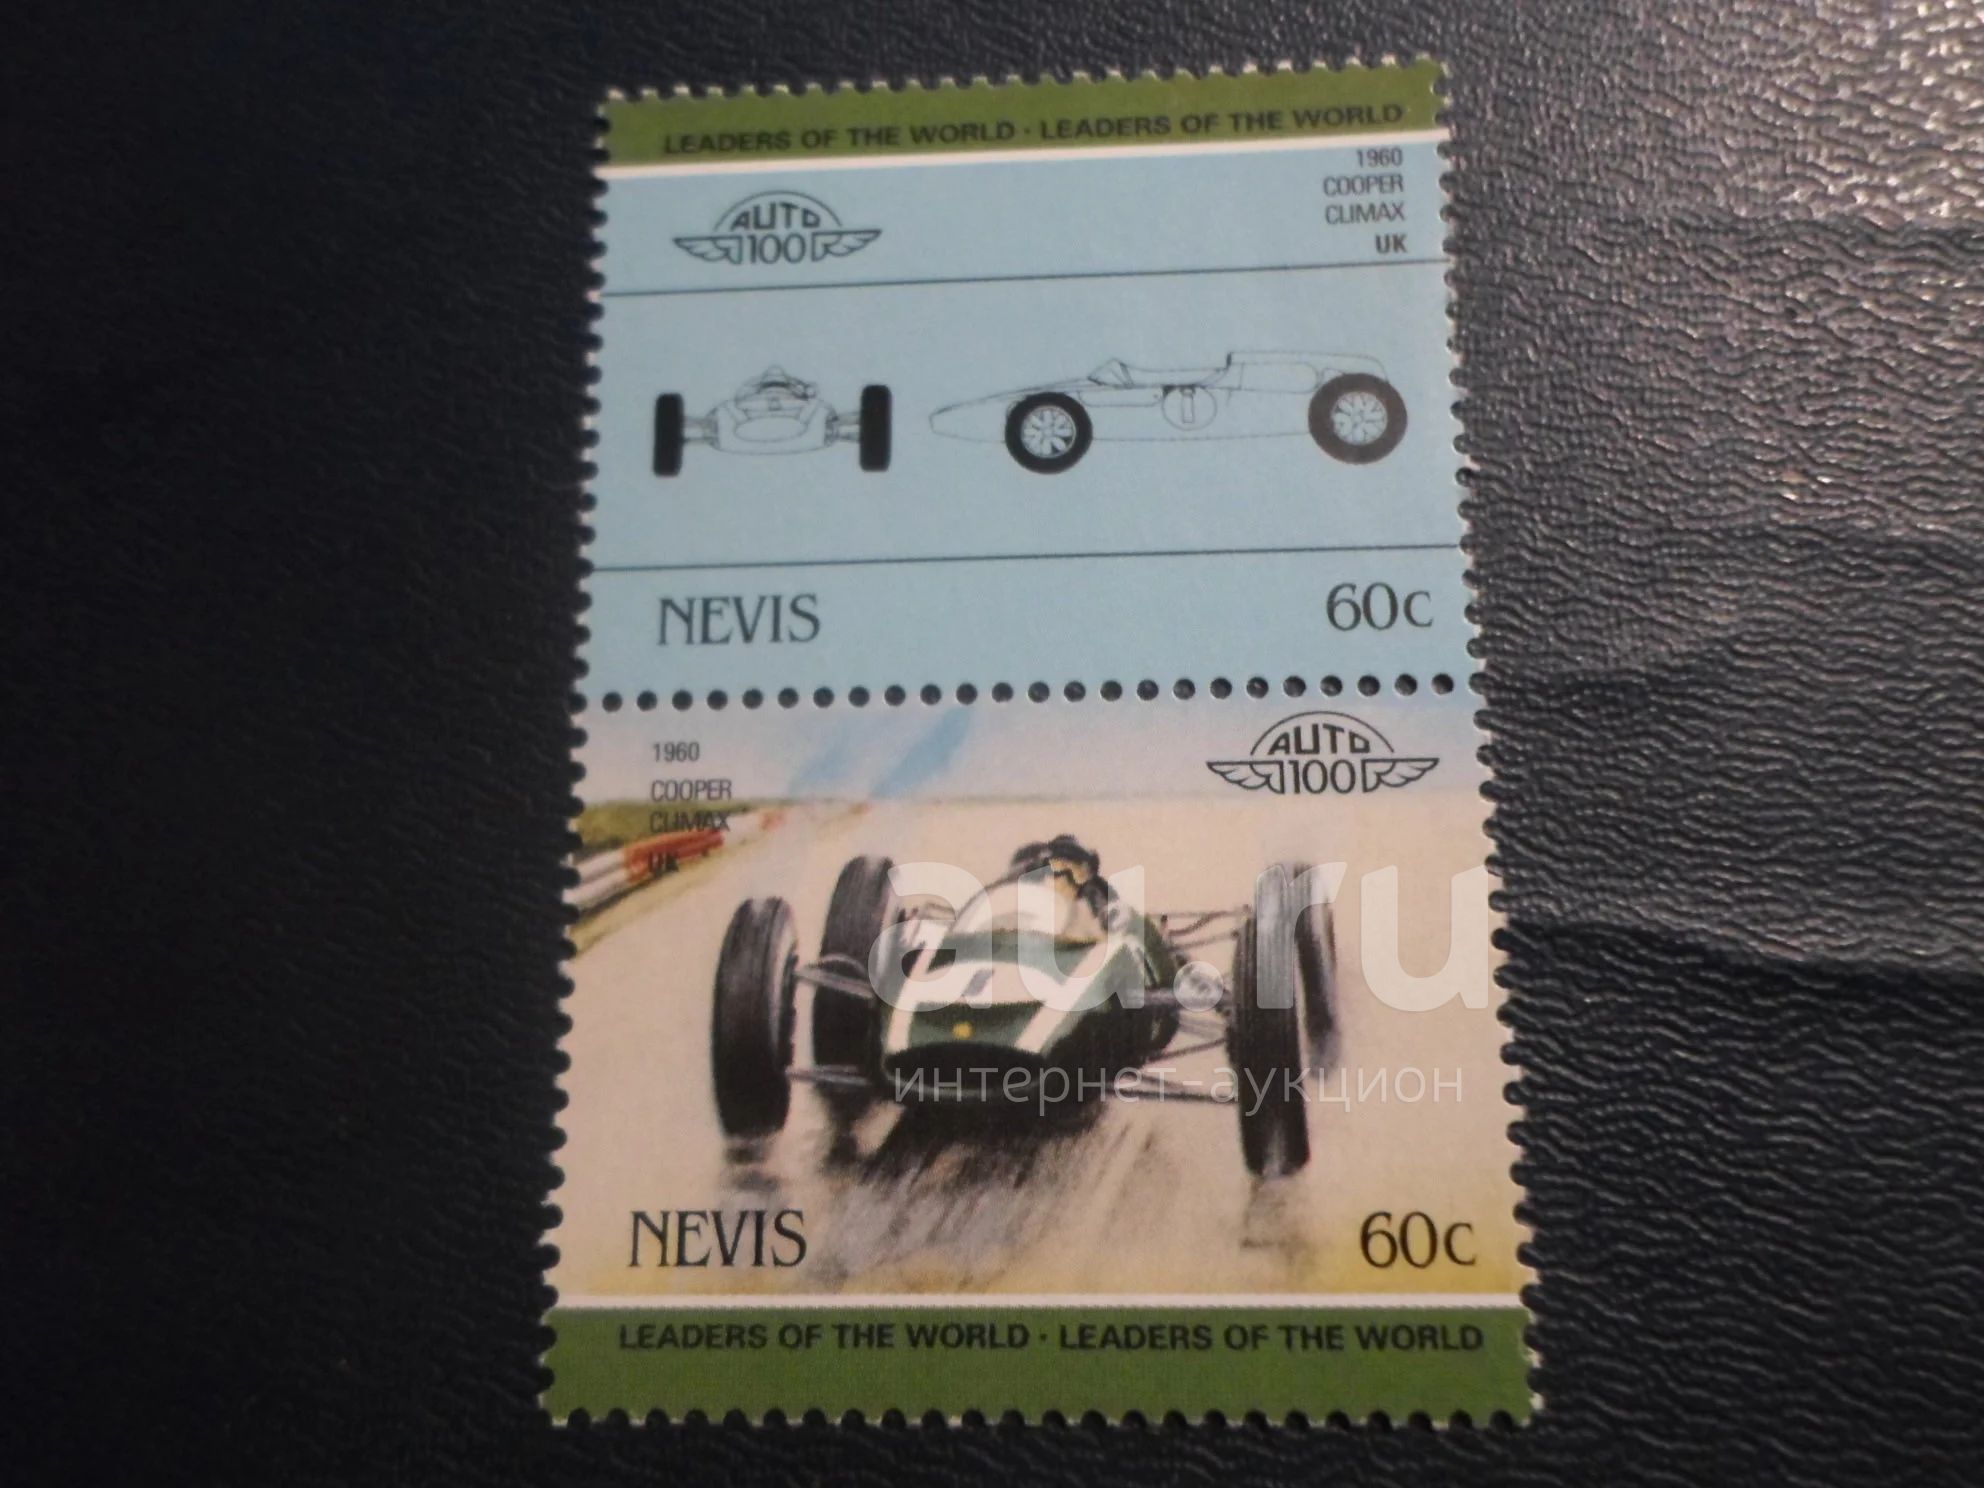 LEADERS OF THE WORLD · LEADERS OF THE WORLD
AUTO
100
1960
COOPER
CLIMAX
UK
NEVIS
60c
1960
COOPER
CLIMAX
UK
AUTO
100
au.ru
интернет-аукцион
NEVIS
60c
LEADERS OF THE WORLD · LEADERS OF THE WORLD